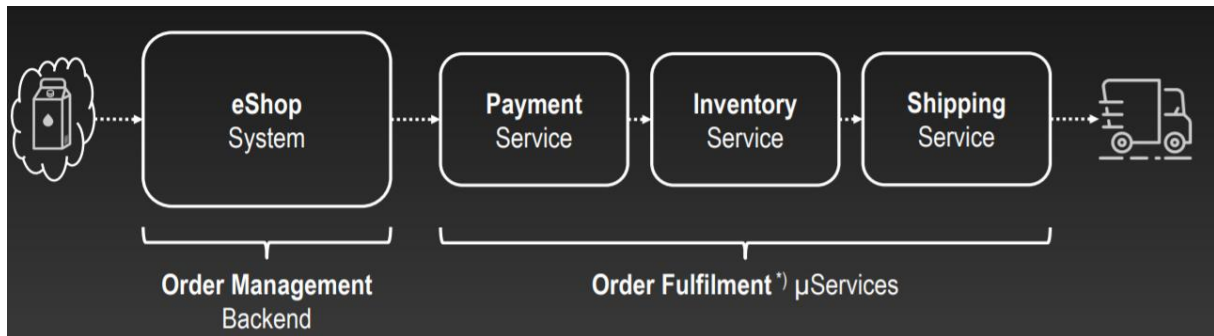 eShop
System
Payment
Service
Inventory
Service
Shipping
Service
Order Management
Backend
Order Fulfilment *) µServices